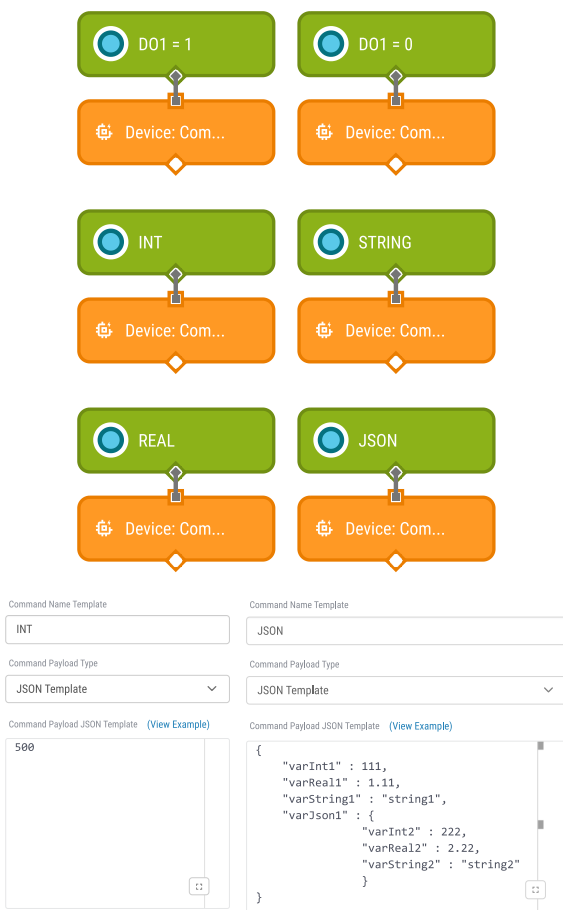 DO1 = 1
DO1 = 0
Device: Com...
Device: Com...
INT
STRING
Device: Com...
Device: Com...
REAL
JSON
Device: Com...
Device: Com...
Command Name Template
INT
Command Payload Type
JSON Template
Command Payload JSON Template (View Example)
500
Command Name Template
JSON
Command Payload Type
JSON Template
Command Payload JSON Template (View Example)
{
"varInt1" : 111,
"varReal1" : 1.11,
"varString1" : "string1",
"varJson1" : {
"varInt2" : 222,
"varReal2" : 2.22,
"varString2" : "string2"
}
}